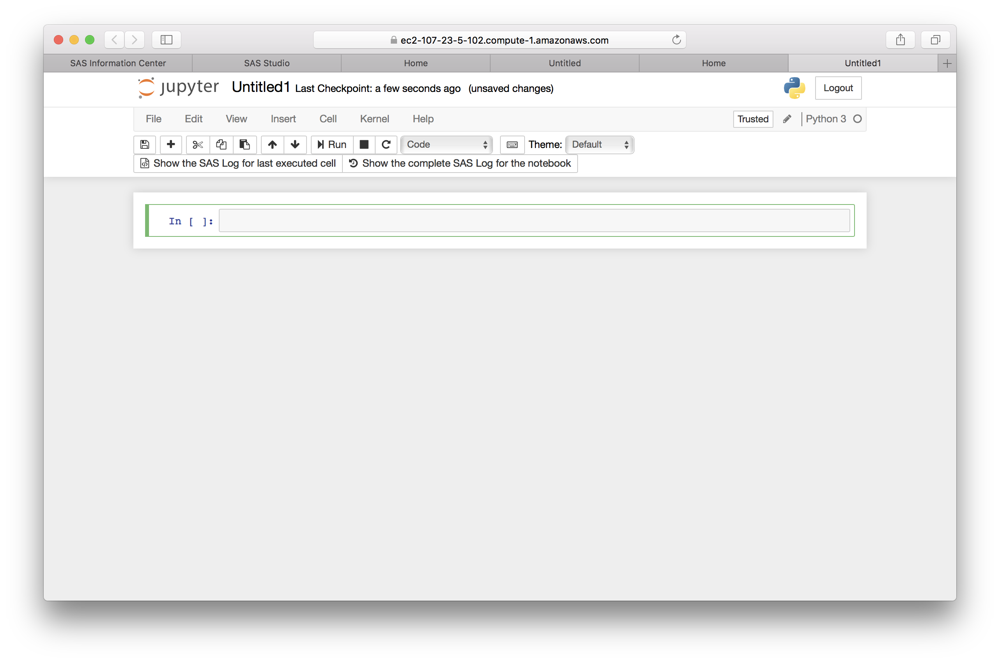 ec2-107-23-5-102.compute-1.amazonaws.com
SAS Information Center SAS Studio Home Untitled Home Untitled1
jupyter Untitled1 Last Checkpoint: a few seconds ago (unsaved changes) Logout
File Edit View Insert Cell Kernel Help Trusted Python 3
Run Code Theme: Default
Show the SAS Log for last executed cell Show the complete SAS Log for the notebook
In [ ]: